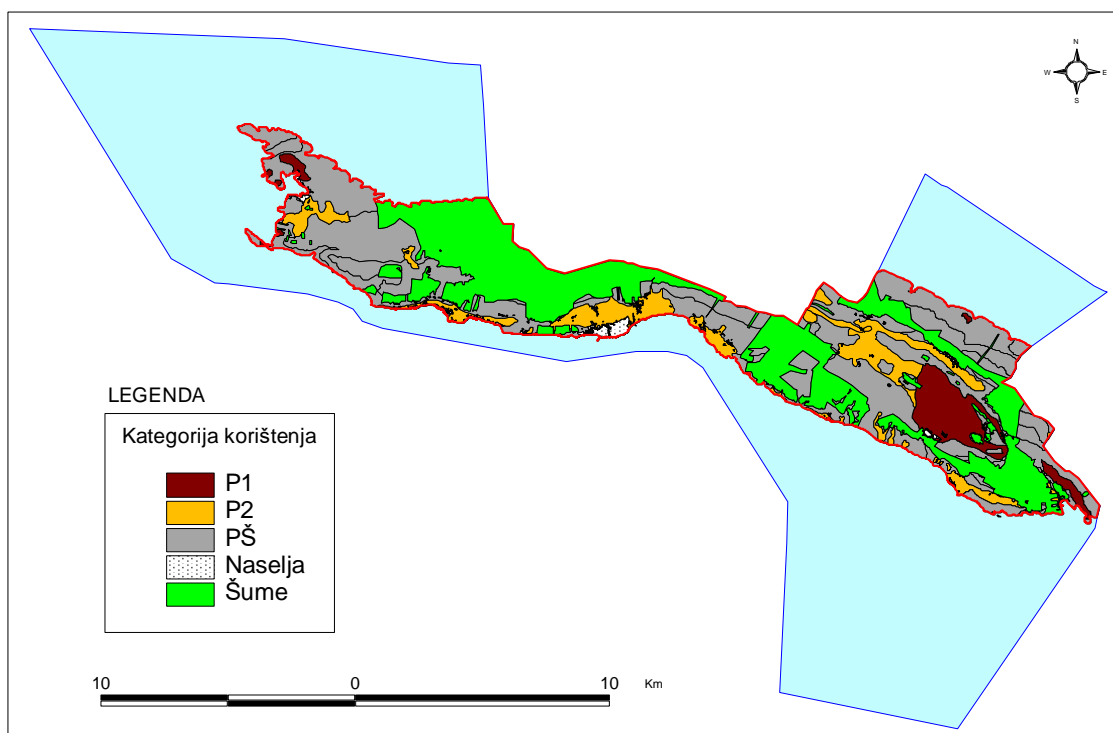 N
W E
S
LEGENDA
Kategorija korištenja
P1
P2
PŠ
Naselja
Šume
10 0 10 Km